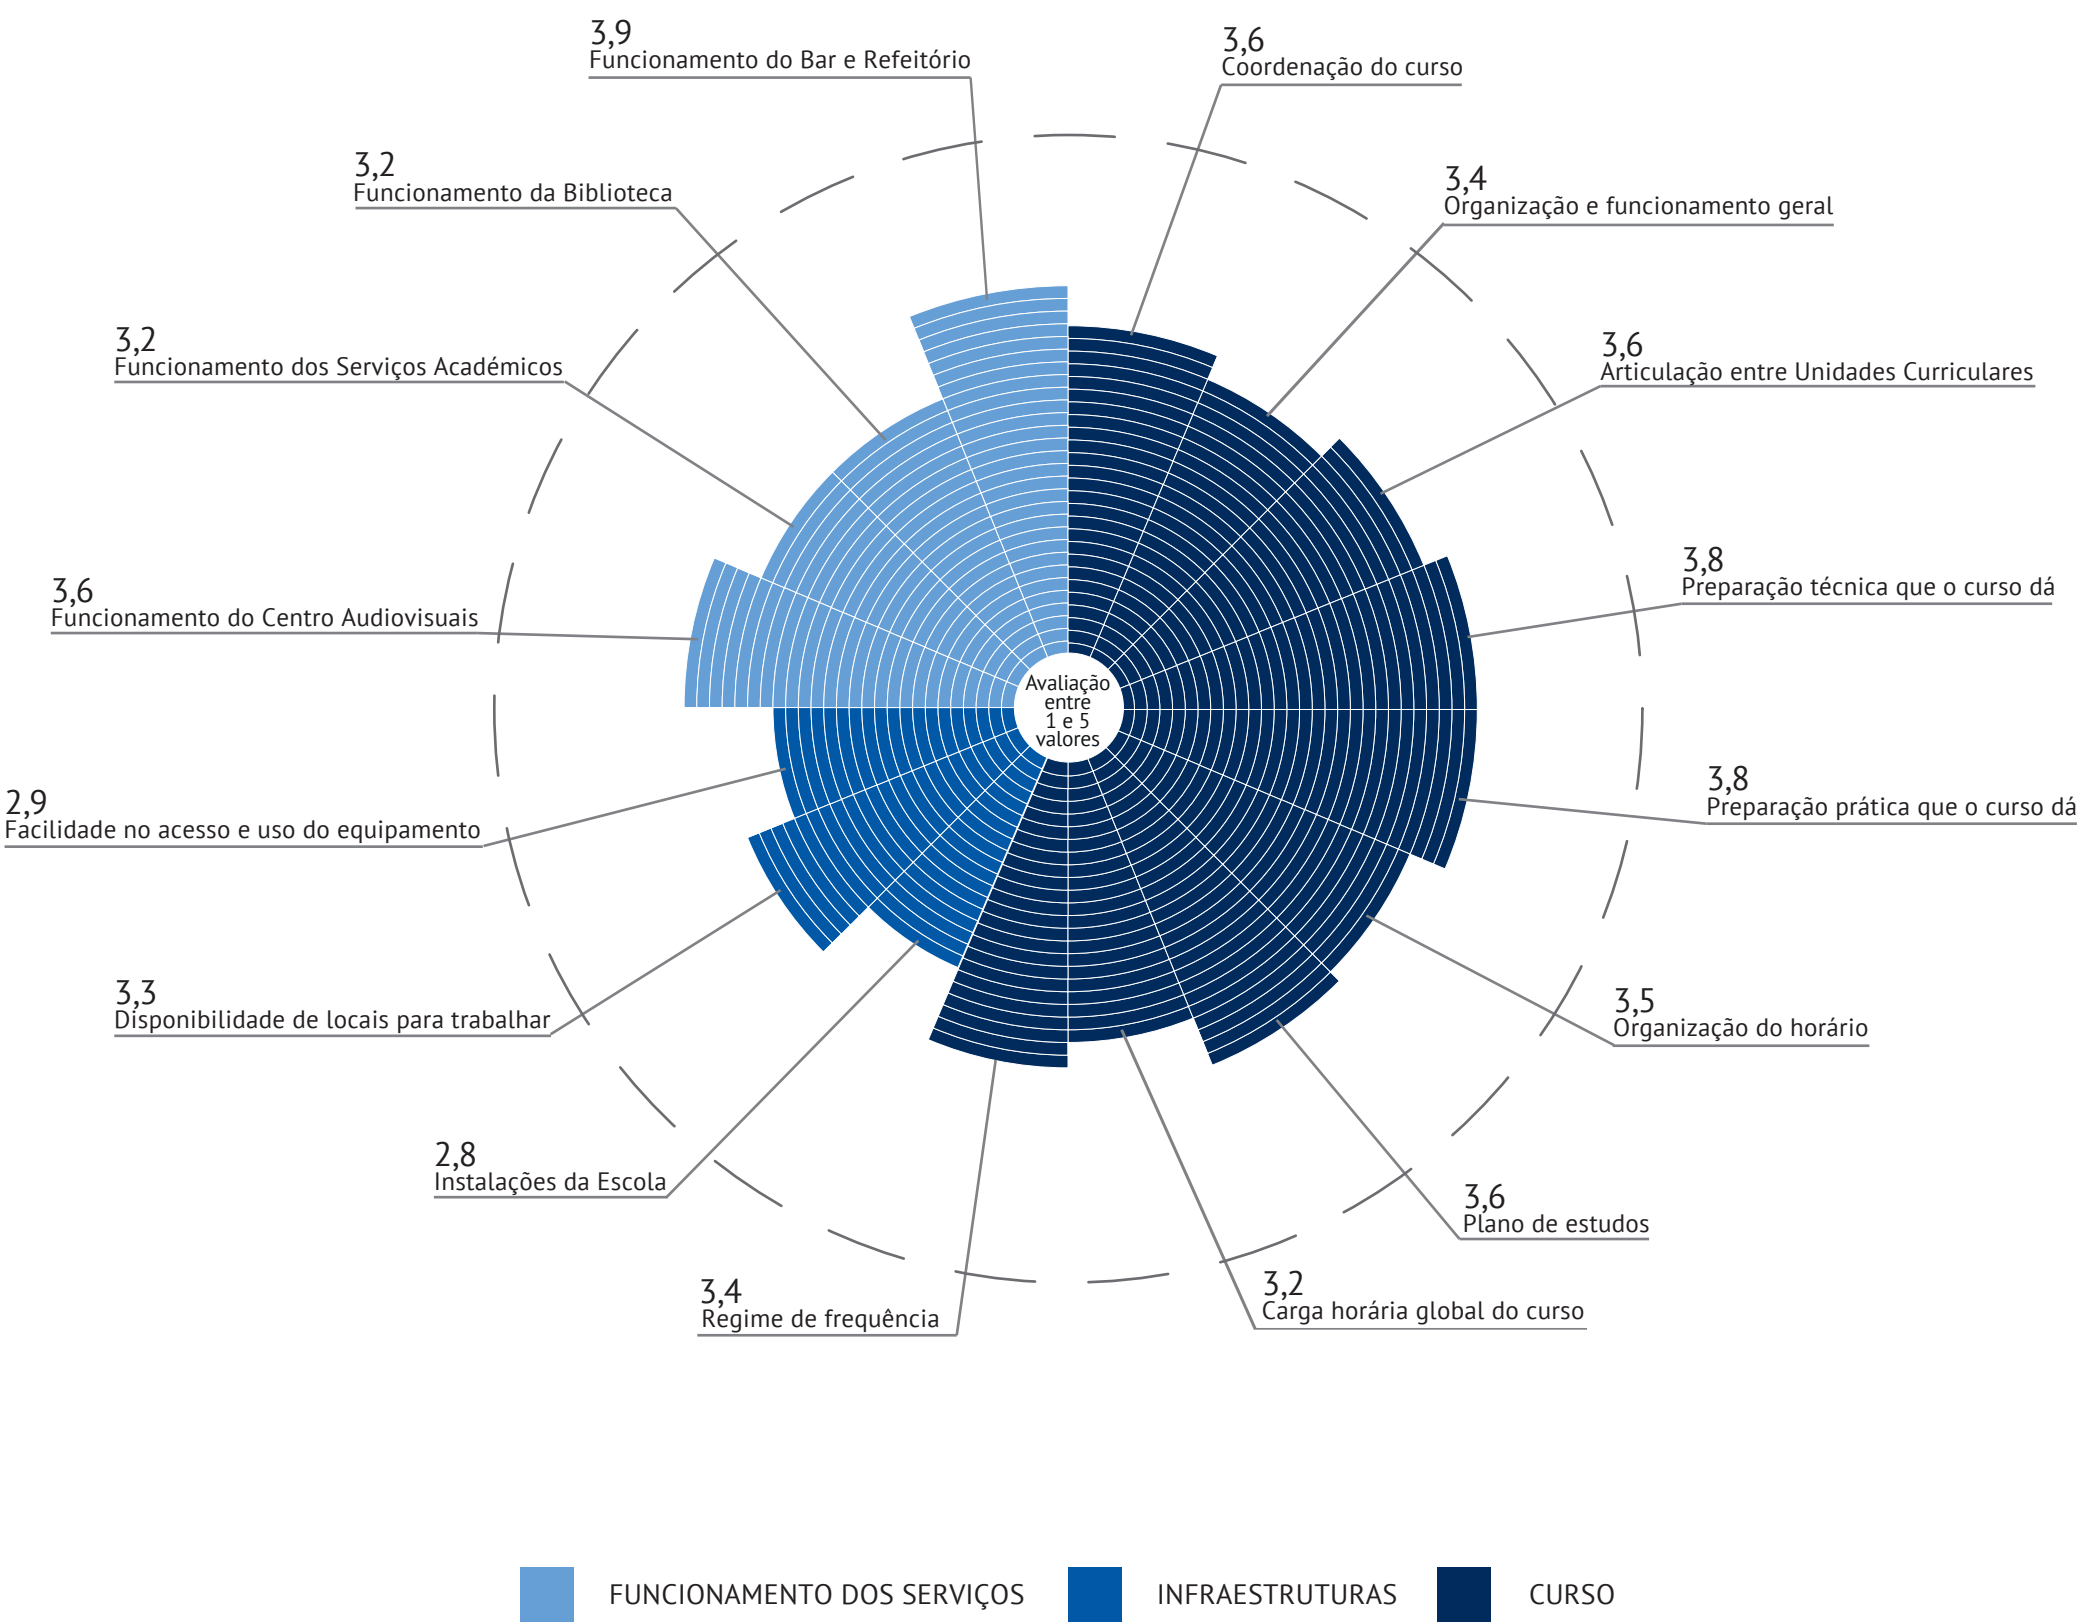 3,9
Funcionamento do Bar e Refeitório
3,6
Coordenação do curso
3,2
Funcionamento da Biblioteca
3,4
Organização e funcionamento geral
3,2
Funcionamento dos Serviços Académicos
3,6
Articulação entre Unidades Curriculares
3,6
Funcionamento do Centro Audiovisuais
3,8
Preparação técnica que o curso dá
Avaliação
entre
1 e 5
valores
2,9
Facilidade no acesso e uso do equipamento
3,8
Preparação prática que o curso dá
3,3
Disponibilidade de locais para trabalhar
3,5
Organização do horário
2,8
Instalações da Escola
3,6
Plano de estudos
3,4
Regime de frequência
3,2
Carga horária global do curso
FUNCIONAMENTO DOS SERVIÇOS
INFRAESTRUTURAS
CURSO